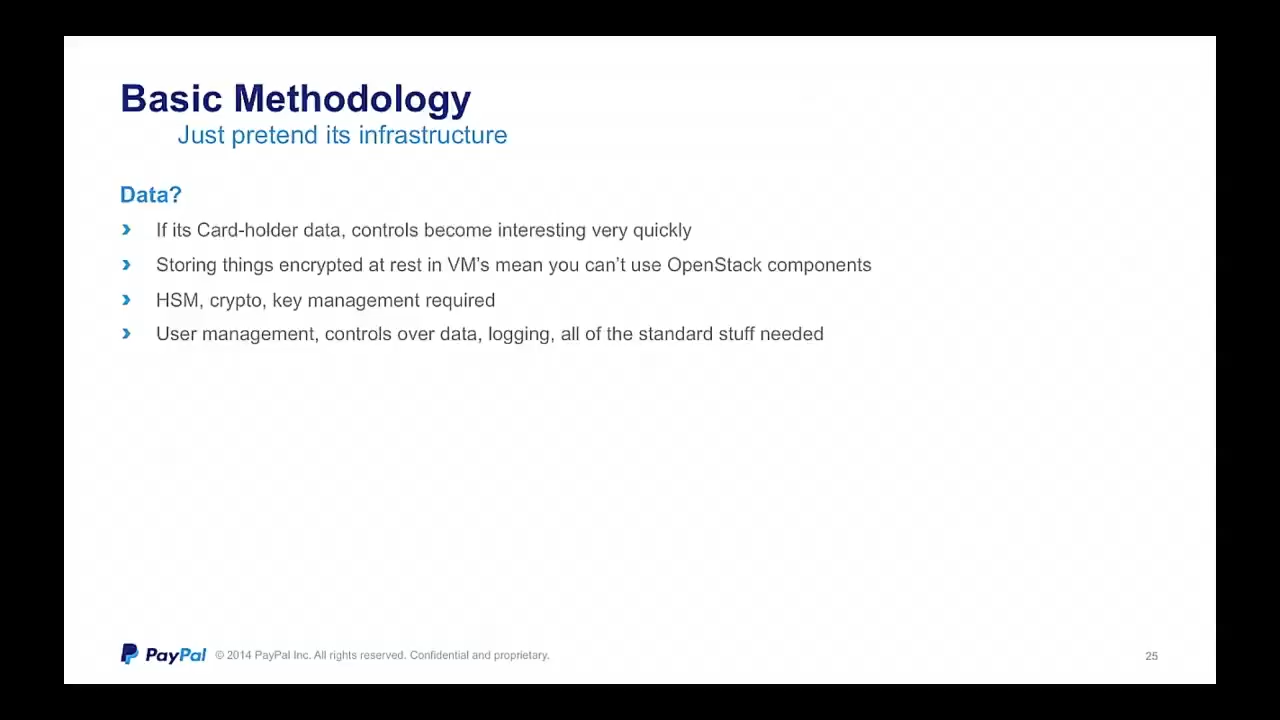 Basic Methodology
Just pretend its infrastructure
Data?
› If its Card-holder data, controls become interesting very quickly
› Storing things encrypted at rest in VM’s mean you can’t use OpenStack components
› HSM, crypto, key management required
› User management, controls over data, logging, all of the standard stuff needed
PayPal © 2014 PayPal Inc. All rights reserved. Confidential and proprietary. 25